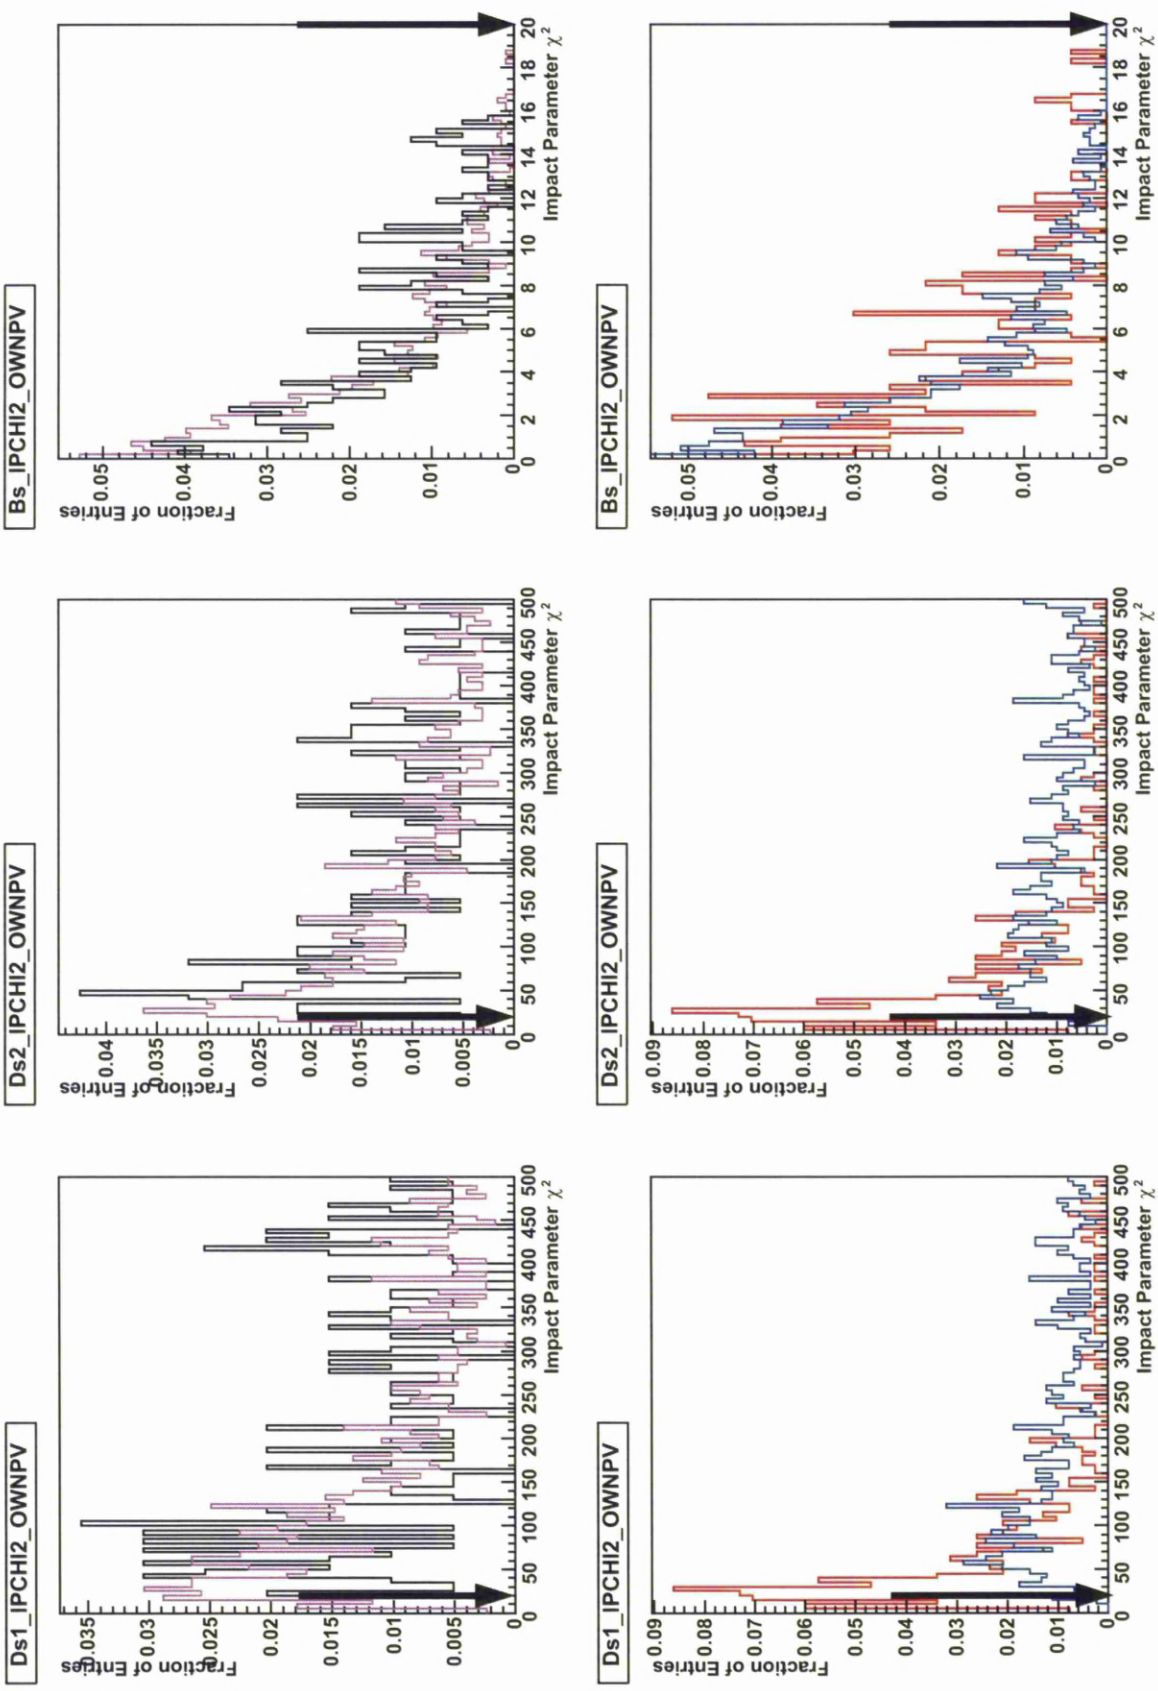 Ds1_IPCHI2_OWNPV
Fraction of Entries
0.035
0.03
0.025
0.02
0.015
0.01
0.005
0
0 50 100 150 200 250 300 350 400 450 500
Impact Parameter χ²
Ds2_IPCHI2_OWNPV
Fraction of Entries
0.04
0.035
0.03
0.025
0.02
0.015
0.01
0.005
0
0 50 100 150 200 250 300 350 400 450 500
Impact Parameter χ²
Bs_IPCHI2_OWNPV
Fraction of Entries
0.05
0.04
0.03
0.02
0.01
0
0 2 4 6 8 10 12 14 16 18 20
Impact Parameter χ²
Ds1_IPCHI2_OWNPV
Fraction of Entries
0.09
0.08
0.07
0.06
0.05
0.04
0.03
0.02
0.01
0
0 50 100 150 200 250 300 350 400 450 500
Impact Parameter χ²
Ds2_IPCHI2_OWNPV
Fraction of Entries
0.09
0.08
0.07
0.06
0.05
0.04
0.03
0.02
0.01
0
0 50 100 150 200 250 300 350 400 450 500
Impact Parameter χ²
Bs_IPCHI2_OWNPV
Fraction of Entries
0.05
0.04
0.03
0.02
0.01
0
0 2 4 6 8 10 12 14 16 18 20
Impact Parameter χ²